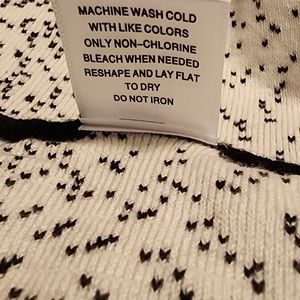 MACHINE WASH COLD
WITH LIKE COLORS
ONLY NON-CHLORINE
BLEACH WHEN NEEDED
RESHAPE AND LAY FLAT
TO DRY
DO NOT IRON